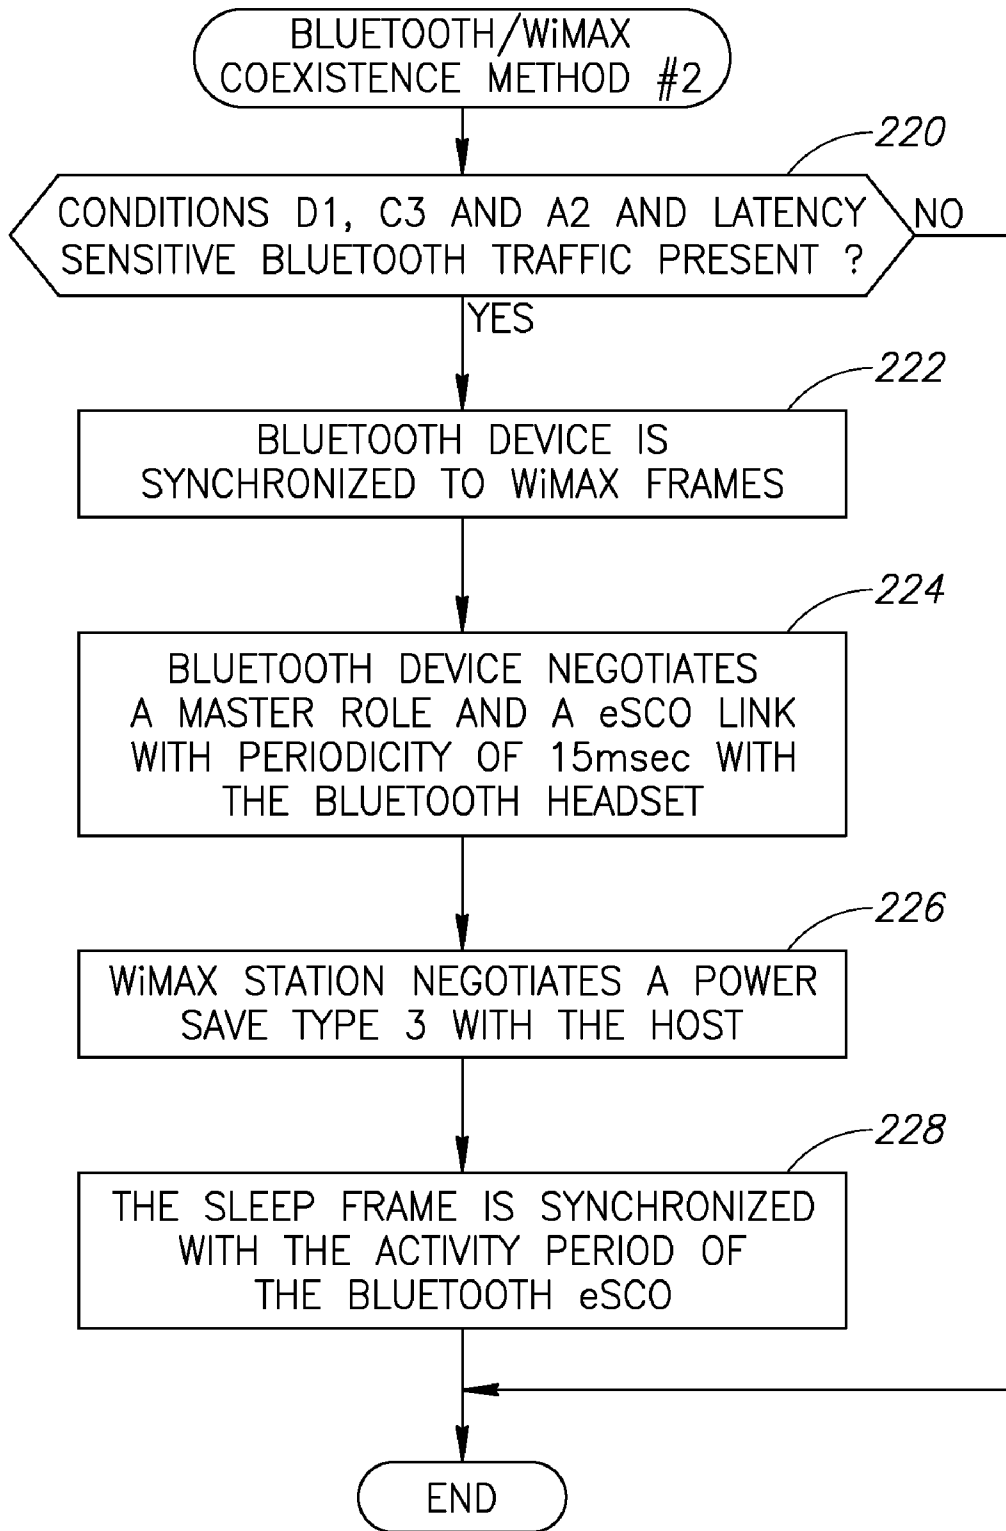 BLUETOOTH/WiMAX
COEXISTENCE METHOD #2
220
CONDITIONS D1, C3 AND A2 AND LATENCY
SENSITIVE BLUETOOTH TRAFFIC PRESENT ?
NO
YES
222
BLUETOOTH DEVICE IS
SYNCHRONIZED TO WiMAX FRAMES
224
BLUETOOTH DEVICE NEGOTIATES
A MASTER ROLE AND A eSCO LINK
WITH PERIODICITY OF 15msec WITH
THE BLUETOOTH HEADSET
226
WiMAX STATION NEGOTIATES A POWER
SAVE TYPE 3 WITH THE HOST
228
THE SLEEP FRAME IS SYNCHRONIZED
WITH THE ACTIVITY PERIOD OF
THE BLUETOOTH eSCO
END